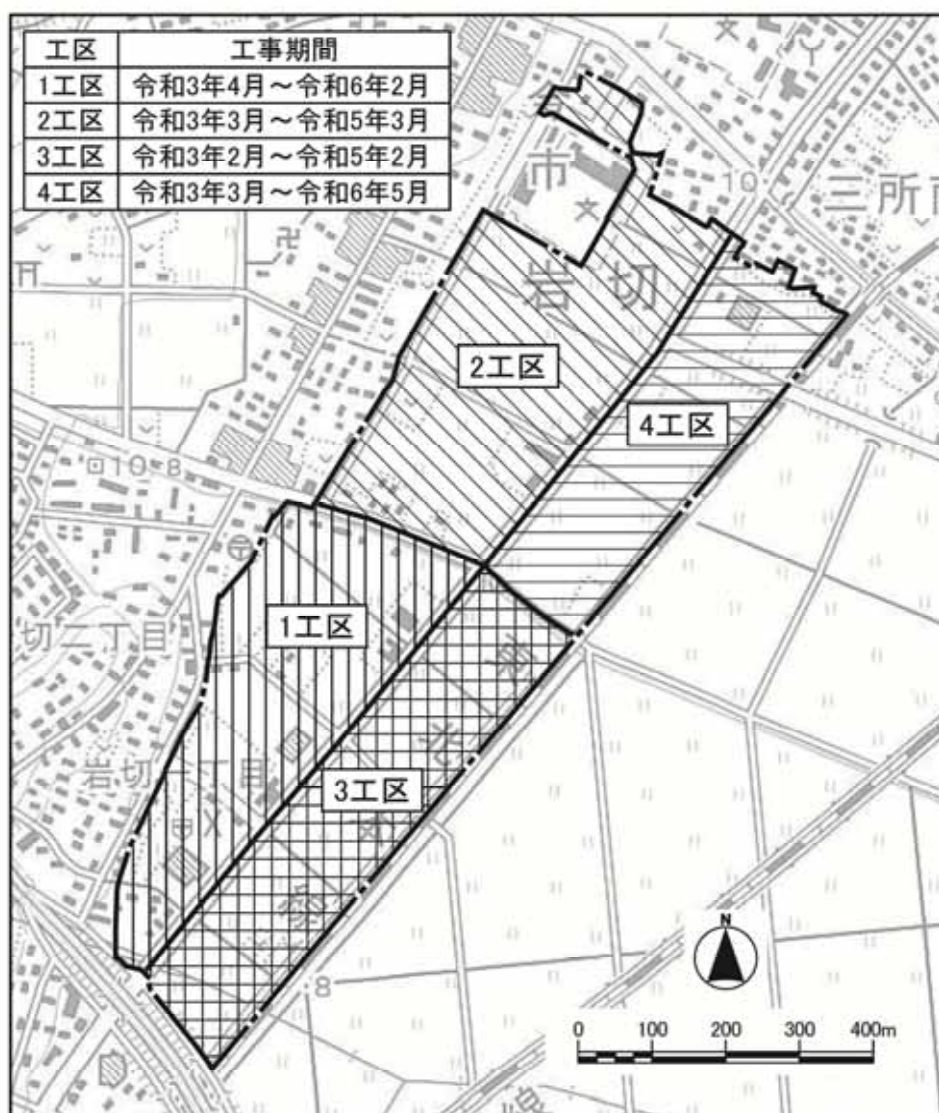 工区 工事期間
1工区 令和3年4月～令和6年2月
2工区 令和3年3月～令和5年3月
3工区 令和3年2月～令和5年2月
4工区 令和3年3月～令和6年5月
市
10
三所
岩切
2工区
4工区
10.8
1工区
切二丁目
岩切一丁目
3工区
8
N
0 100 200 300 400m